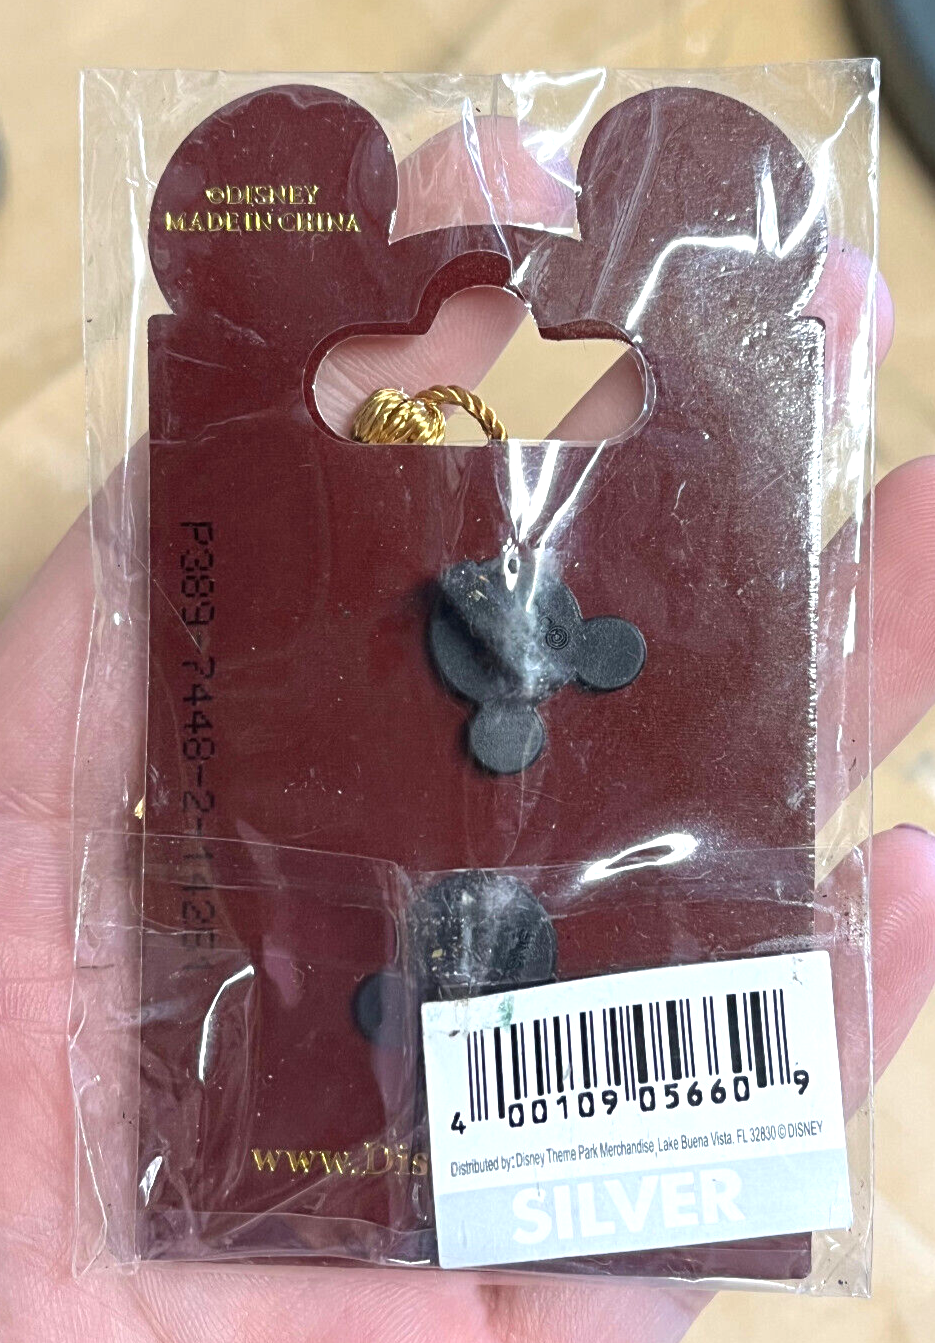 ©DISNEY
MADE IN CHINA
www.Dis
4 00109 05660 9
Distributed by: Disney Theme Park Merchandise, Lake Buena Vista, FL 32830 © DISNEY
SILVER